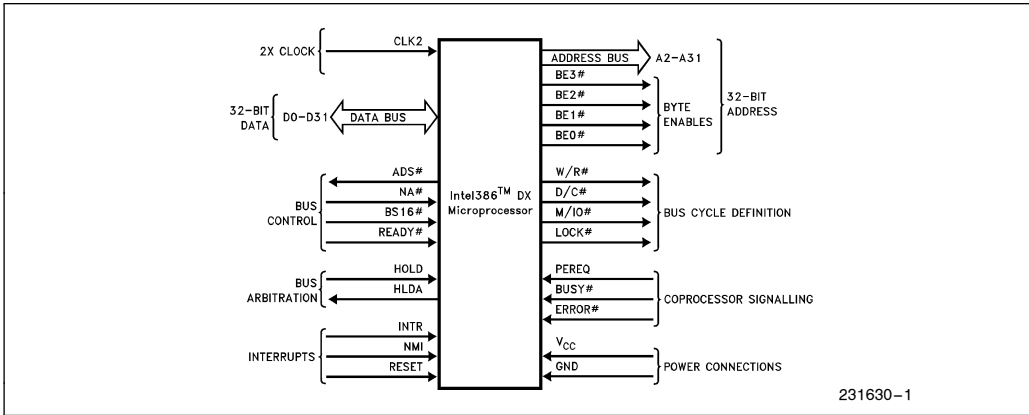 2X CLOCK
CLK2
32-BIT
DATA
D0-D31
DATA BUS
BUS
CONTROL
ADS#
NA#
BS16#
READY#
BUS
ARBITRATION
HOLD
HLDA
INTERRUPTS
INTR
NMI
RESET
Intel386™ DX
Microprocessor
ADDRESS BUS
A2-A31
BE3#
BE2#
BE1#
BE0#
BYTE
ENABLES
32-BIT
ADDRESS
W/R#
D/C#
M/IO#
LOCK#
BUS CYCLE DEFINITION
PEREQ
BUSY#
ERROR#
COPROCESSOR SIGNALLING
VCC
GND
POWER CONNECTIONS
231630-1